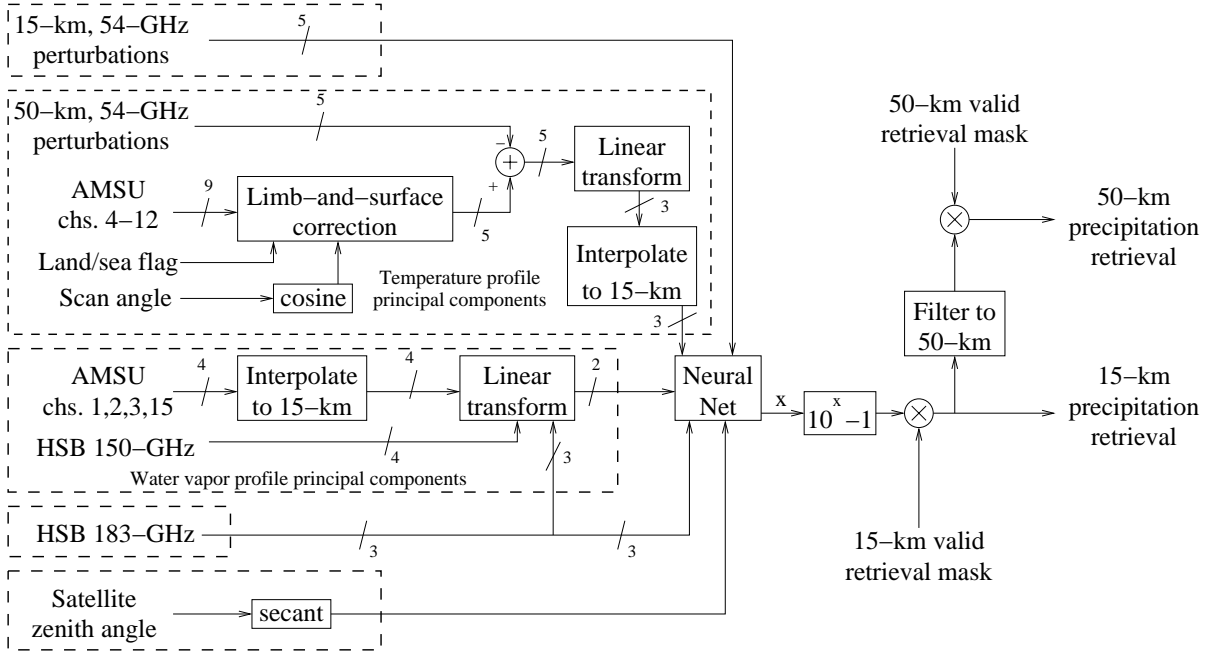 15−km, 54−GHz
perturbations
5
50−km, 54−GHz
perturbations
5
−
+
+
5
Linear
transform
3
AMSU
chs. 4−12
9
Limb−and−surface
correction
5
Land/sea flag
Scan angle
cosine
Temperature profile
principal components
Interpolate
to 15−km
3
AMSU
chs. 1,2,3,15
4
Interpolate
to 15−km
4
Linear
transform
2
HSB 150−GHz
4
3
Water vapor profile principal components
HSB 183−GHz
3
3
Satellite
zenith angle
secant
Neural
Net
x
10^x −1
×
15−km valid
retrieval mask
Filter to
50−km
50−km valid
retrieval mask
×
50−km
precipitation
retrieval
15−km
precipitation
retrieval